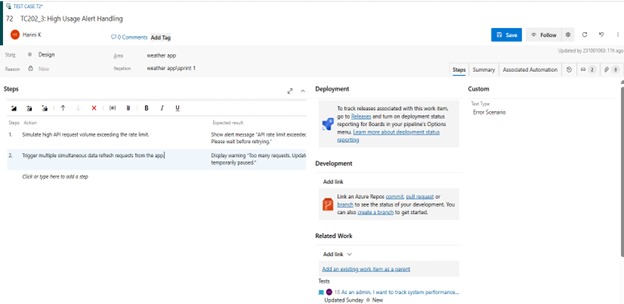 TEST CASE 72*
72 TC202_3: High Usage Alert Handling
Harini K
0 Comments Add Tag
Save
Follow
State Design
Area weather app
Updated by 231001063: 11h ago
Reason New
Iteration weather app\sprint 1
Steps Summary Associated Automation 2 0
Steps
Steps Action Expected result
1. Simulate high API request volume exceeding the rate limit. Show alert message "API rate limit exceeded
Please wait before retrying."
2. Trigger multiple simultaneous data refresh requests from the app. Display warning "Too many requests. Updat
temporarily paused."
Click or type here to add a step
Deployment
To track releases associated with this work item,
go to Releases and turn on deployment status
reporting for Boards in your pipeline's Options
menu. Learn more about deployment status
reporting
Development
Add link
Link an Azure Repos commit, pull request or
branch to see the status of your development. You
can also create a branch to get started.
Related Work
Add link
Add an existing work item as a parent
Tests
As an admin, I want to track system performance...
Updated Sunday New
Custom
Test Type
Error Scenario